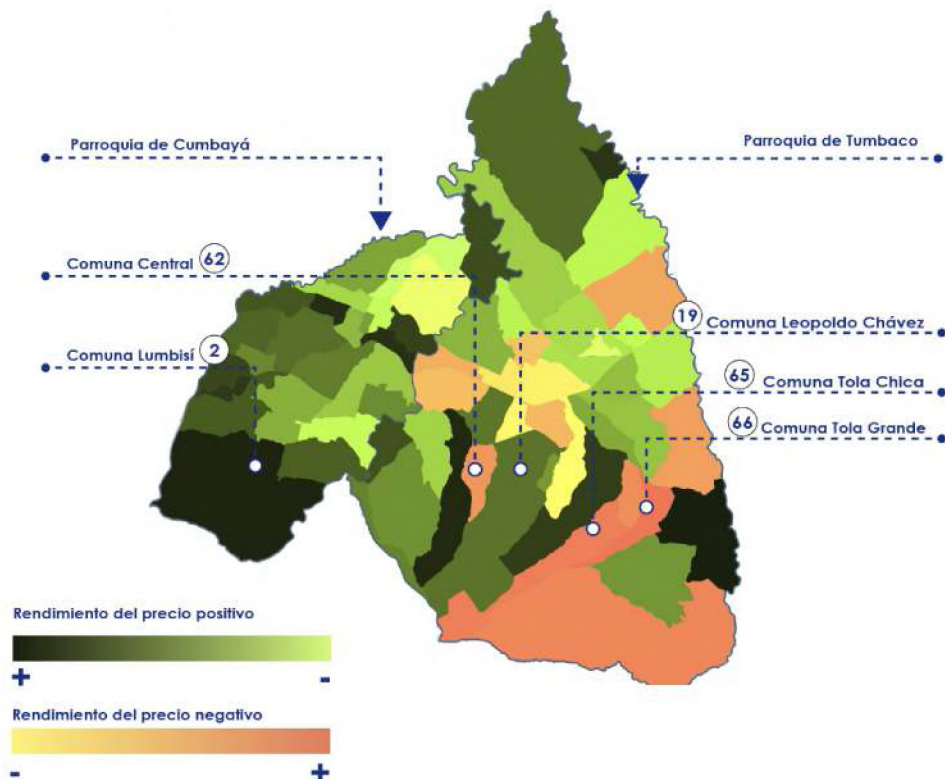 Parroquia de Cumbayá
Parroquia de Tumbaco
Comuna Central 62
19 Comuna Leopoldo Chávez
Comuna Lumbisí 2
65 Comuna Tola Chica
66 Comuna Tola Grande
Rendimiento del precio positivo
+ -
Rendimiento del precio negativo
- +